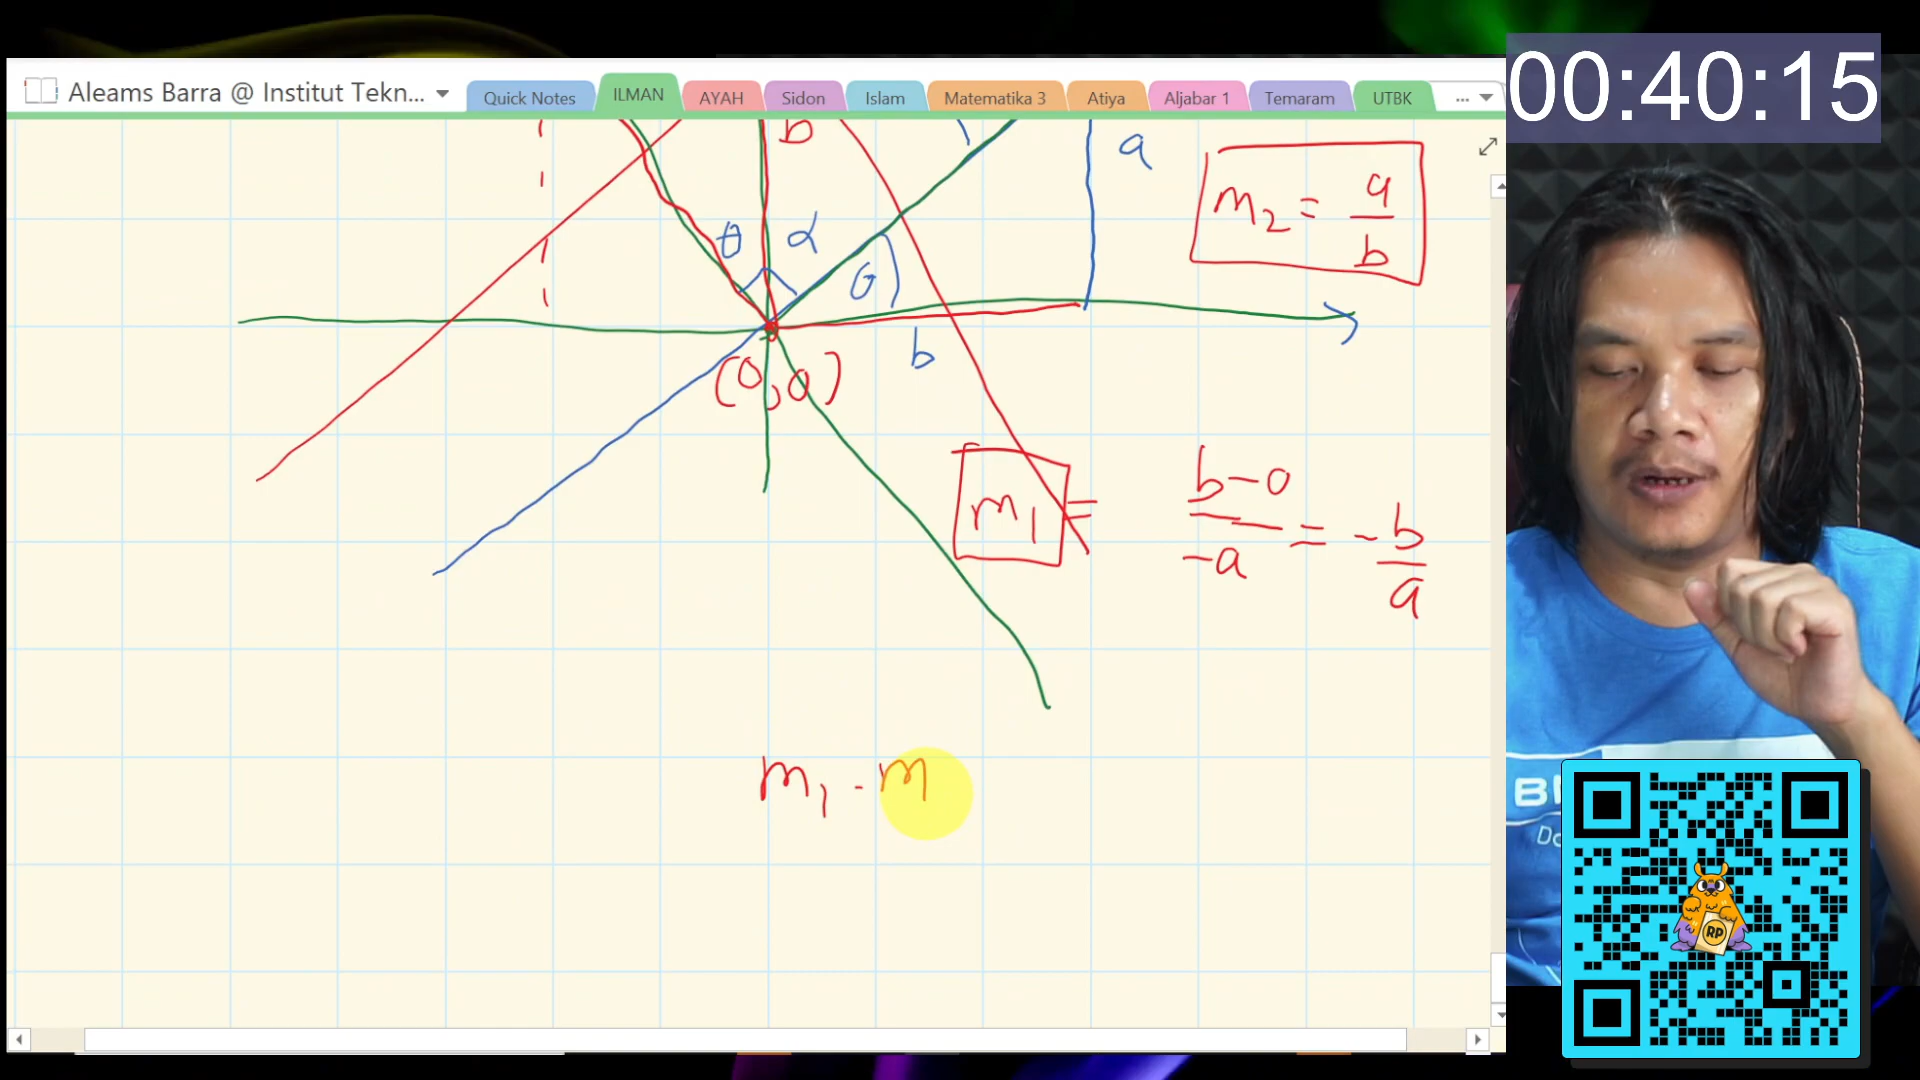 00:40:15
Aleams Barra @ Institut Tekn...
Quick Notes
ILMAN
AYAH
Sidon
Islam
Matematika 3
Atiya
Aljabar 1
Temaram
UTBK
...
b
a
m2 = a/b
θ
α
θ
b
(0,0)
m1 = b-0/-a = -b/a
m1 . m
RP